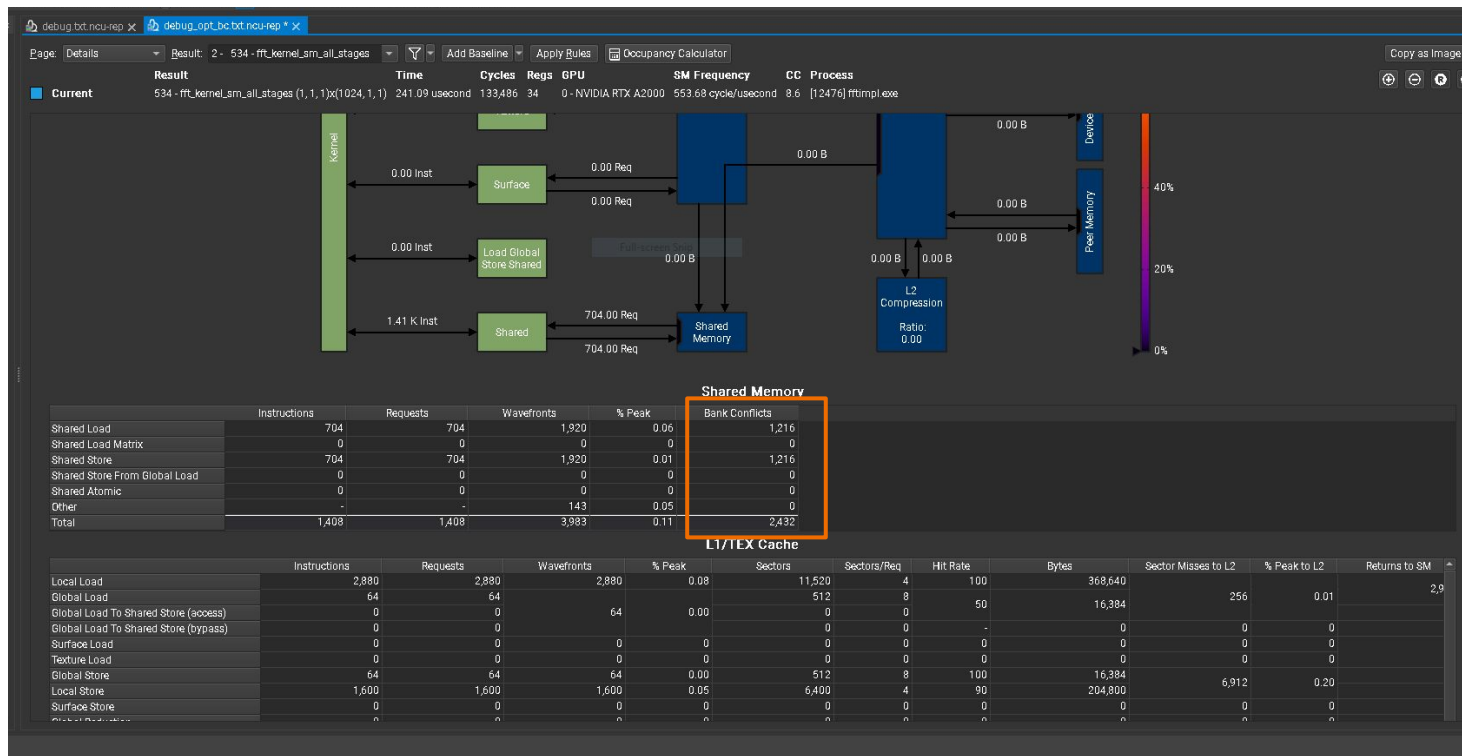 debug.txt.ncu-rep × debug_opt_bc.txt.ncu-rep * ×
Page: Details Result: 2 - 534 - fft_kernel_sm_all_stages Add Baseline Apply Rules Occupancy Calculator Copy as Image
Result Time Cycles Regs GPU SM Frequency CC Process
Current 534 - fft_kernel_sm_all_stages (1, 1, 1)x(1024, 1, 1) 241.09 usecond 133,486 34 0 - NVIDIA RTX A2000 553.68 cycle/usecond 8.6 [12476] fftimpl.exe
Kernel
0.00 B
Device
0.00 B
0.00 Inst
Surface
0.00 Req
0.00 Req
40%
0.00 B
0.00 B
Peer Memory
0.00 Inst
Load Global
Store Shared
Full-screen Snip
0.00 B
0.00 B 0.00 B
20%
L2
Compression
Ratio:
0.00
1.41 K Inst
Shared
704.00 Req
704.00 Req
Shared
Memory
0%
Shared Memory
Instructions Requests Wavefronts % Peak Bank Conflicts
Shared Load 704 704 1,920 0.06 1,216
Shared Load Matrix 0 0 0 0 0
Shared Store 704 704 1,920 0.01 1,216
Shared Store From Global Load 0 0 0 0 0
Shared Atomic 0 0 0 0 0
Other - - 143 0.05 0
Total 1,408 1,408 3,983 0.11 2,432
L1/TEX Cache
Instructions Requests Wavefronts % Peak Sectors Sectors/Req Hit Rate Bytes Sector Misses to L2 % Peak to L2 Returns to SM
Local Load 2,880 2,880 2,880 0.08 11,520 4 100 368,640
Global Load 64 64 512 8 50 16,384 256 0.01 2,9
Global Load To Shared Store (access) 0 0 64 0.00 0 0
Global Load To Shared Store (bypass) 0 0 0 0 - 0 0 0
Surface Load 0 0 0 0 0 0 0 0 0 0
Texture Load 0 0 0 0 0 0 0 0 0 0
Global Store 64 64 64 0.00 512 8 100 16,384 6,912 0.20
Local Store 1,600 1,600 1,600 0.05 6,400 4 90 204,800
Surface Store 0 0 0 0 0 0 0 0 0 0